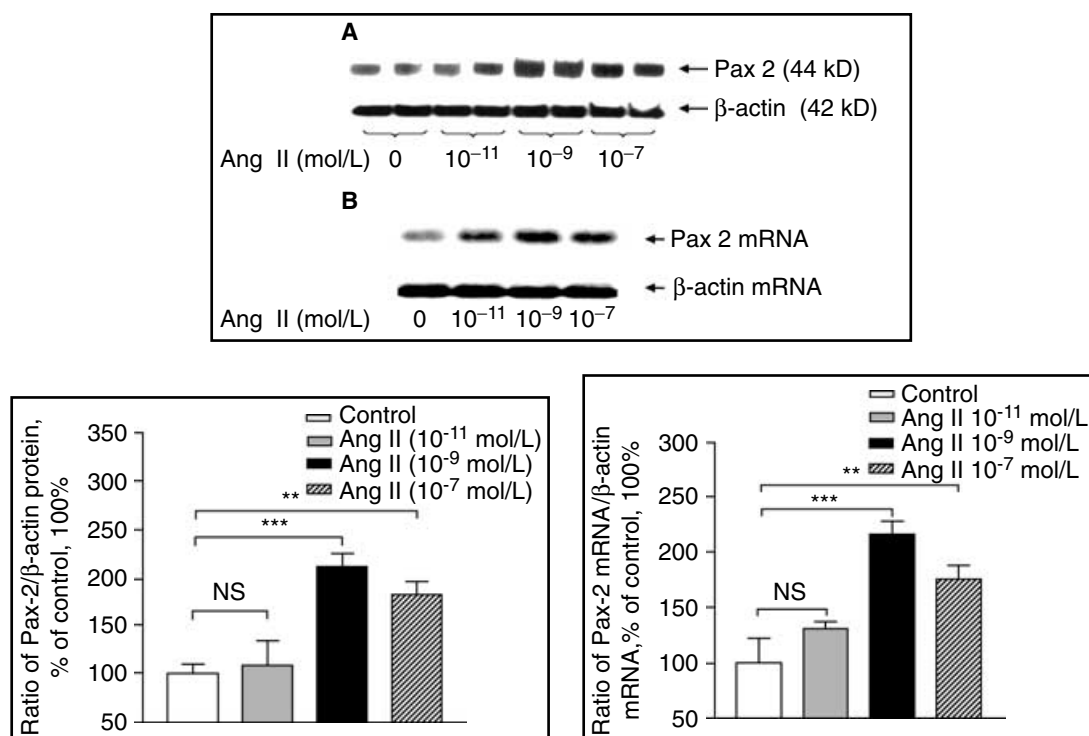 A
Pax 2 (44 kD)
β-actin (42 kD)
Ang II (mol/L) 0 10⁻¹¹ 10⁻⁹ 10⁻⁷
B
Pax 2 mRNA
β-actin mRNA
Ang II (mol/L) 0 10⁻¹¹ 10⁻⁹ 10⁻⁷
Ratio of Pax-2/β-actin protein,
% of control, 100%
350
300
250
200
150
100
50
Control
Ang II (10⁻¹¹ mol/L)
Ang II (10⁻⁹ mol/L)
Ang II (10⁻⁷ mol/L)
**
***
NS
Ratio of Pax-2 mRNA/β-actin
mRNA, % of control, 100%
300
250
200
150
100
50
Control
Ang II 10⁻¹¹ mol/L
Ang II 10⁻⁹ mol/L
Ang II 10⁻⁷ mol/L
**
***
NS